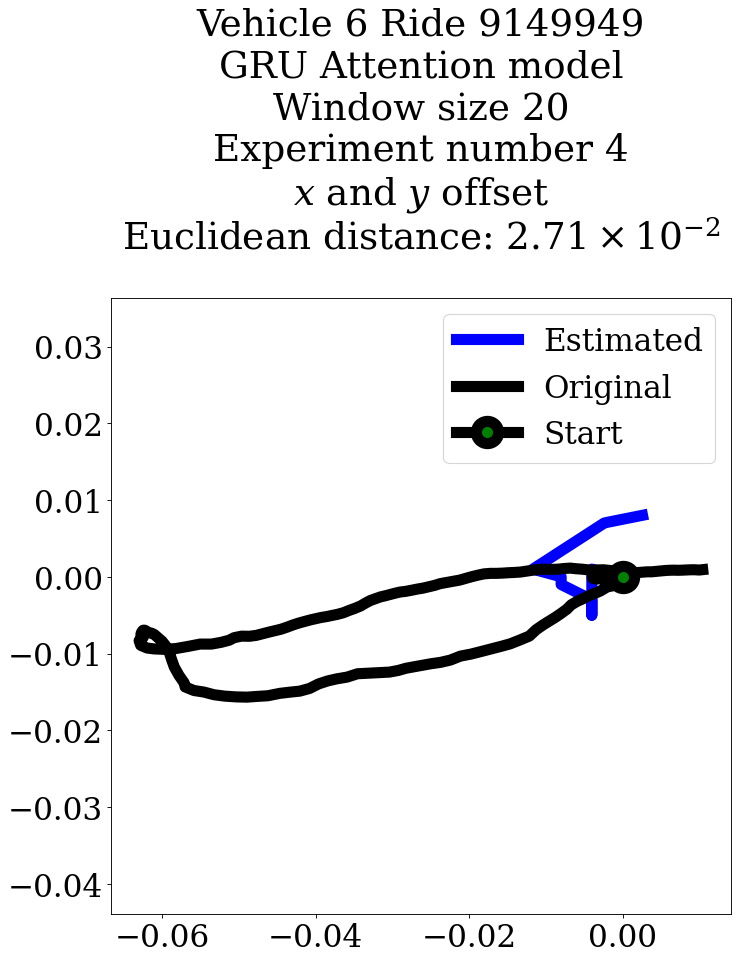 Vehicle 6 Ride 9149949
GRU Attention model
Window size 20
Experiment number 4
x and y offset
Euclidean distance: 2.71 × 10⁻²
Estimated
Original
Start
0.03
0.02
0.01
0.00
−0.01
−0.02
−0.03
−0.04
−0.06 −0.04 −0.02 0.00